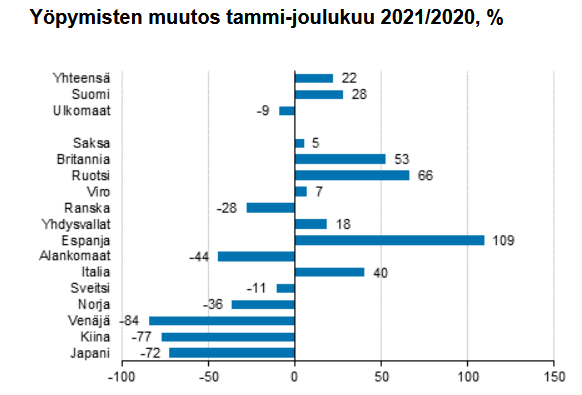 Yöpymisten muutos tammi-joulukuu 2021/2020, %
Yhteensä 22
Suomi 28
Ulkomaat -9
Saksa 5
Britannia 53
Ruotsi 66
Viro 7
Ranska -28
Yhdysvallat 18
Espanja 109
Alankomaat -44
Italia 40
Sveitsi -11
Norja -36
Venäjä -84
Kiina -77
Japani -72
-100 -50 0 50 100 150